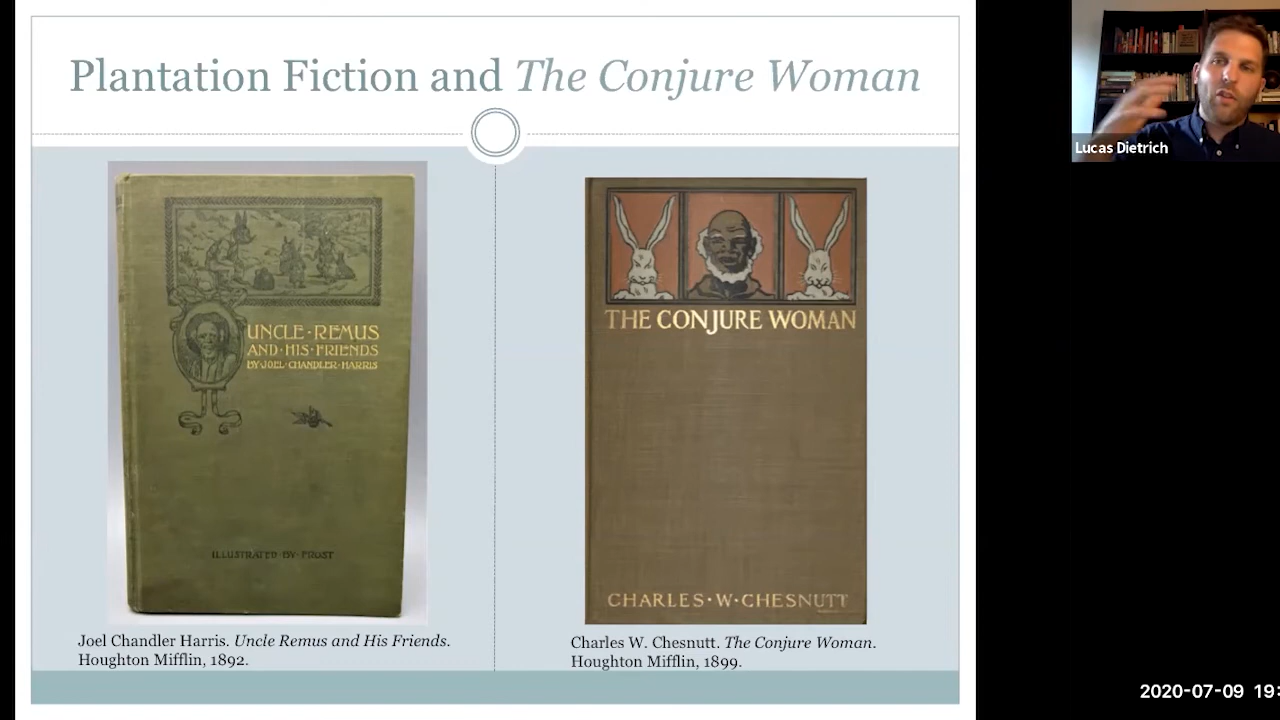 Plantation Fiction and The Conjure Woman
UNCLE·REMUS
AND·HIS·FRIENDS
BY·JOEL·CHANDLER·HARRIS
ILLUSTRATED·BY·FROST
Joel Chandler Harris. Uncle Remus and His Friends.
Houghton Mifflin, 1892.
THE CONJURE WOMAN
CHARLES·W·CHESNUTT
Charles W. Chesnutt. The Conjure Woman.
Houghton Mifflin, 1899.
Lucas Dietrich
2020-07-09 19: